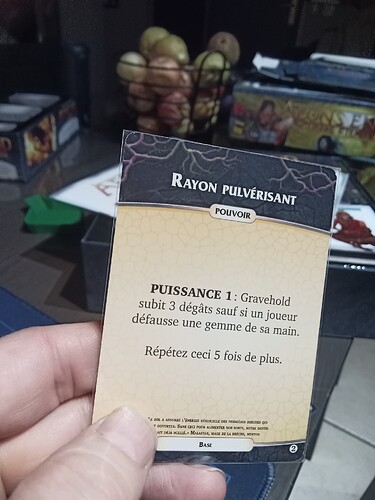 RAYON PULVÉRISANT
POUVOIR
PUISSANCE 1 : Gravehold
subit 3 dégâts sauf si un joueur
défausse une gemme de sa main.
Répétez ceci 5 fois de plus.
BASE
2